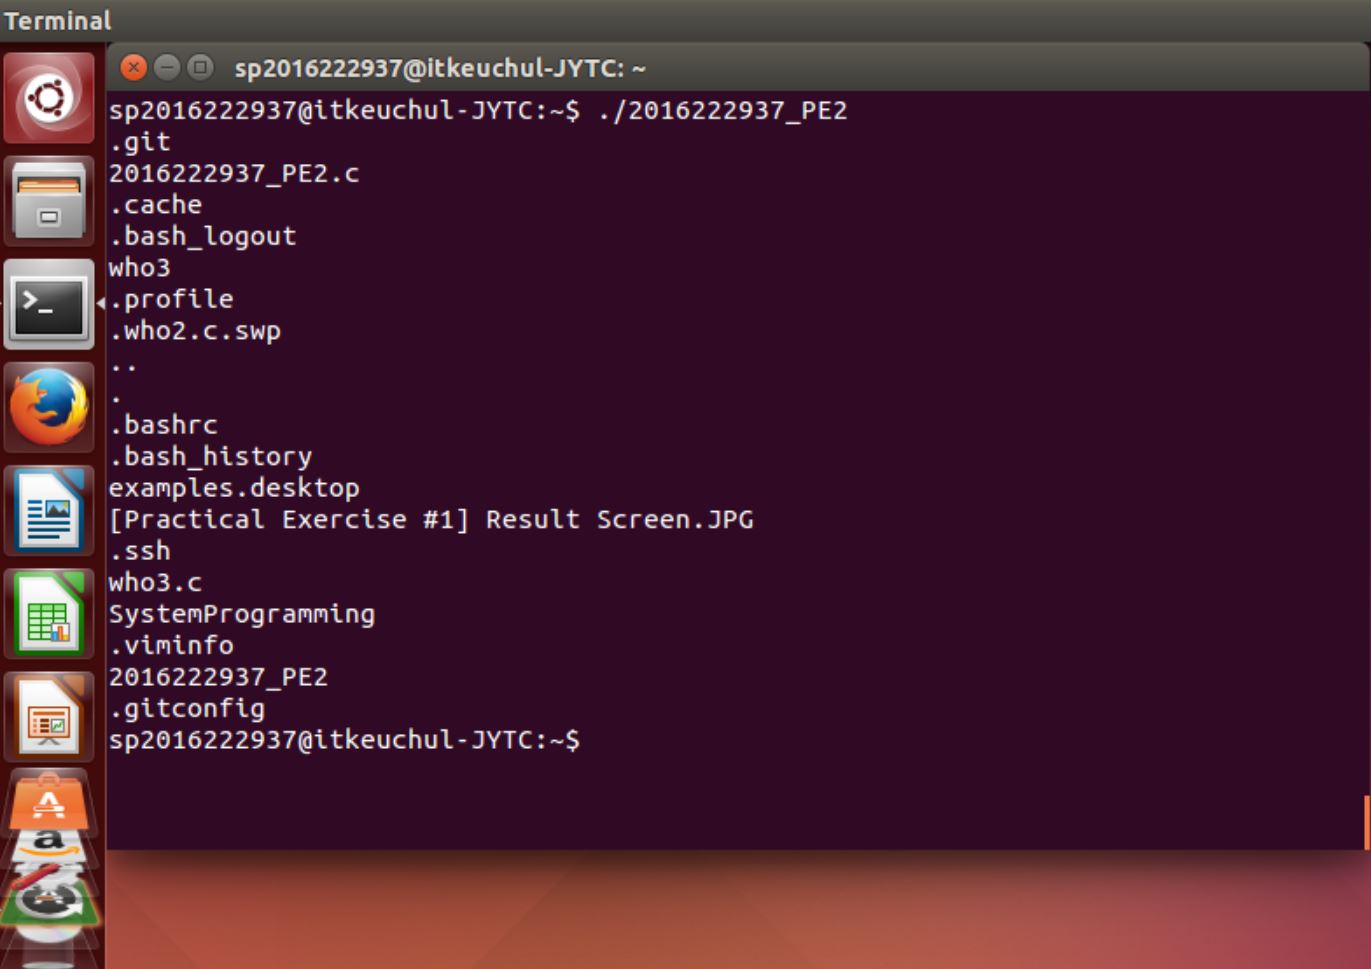 Terminal
sp2016222937@itkeuchul-JYTC: ~
sp2016222937@itkeuchul-JYTC:~$ ./2016222937_PE2
.git
2016222937_PE2.c
.cache
.bash_logout
who3
.profile
.who2.c.swp
..
.
.bashrc
.bash_history
examples.desktop
[Practical Exercise #1] Result Screen.JPG
.ssh
who3.c
SystemProgramming
.viminfo
2016222937_PE2
.gitconfig
sp2016222937@itkeuchul-JYTC:~$